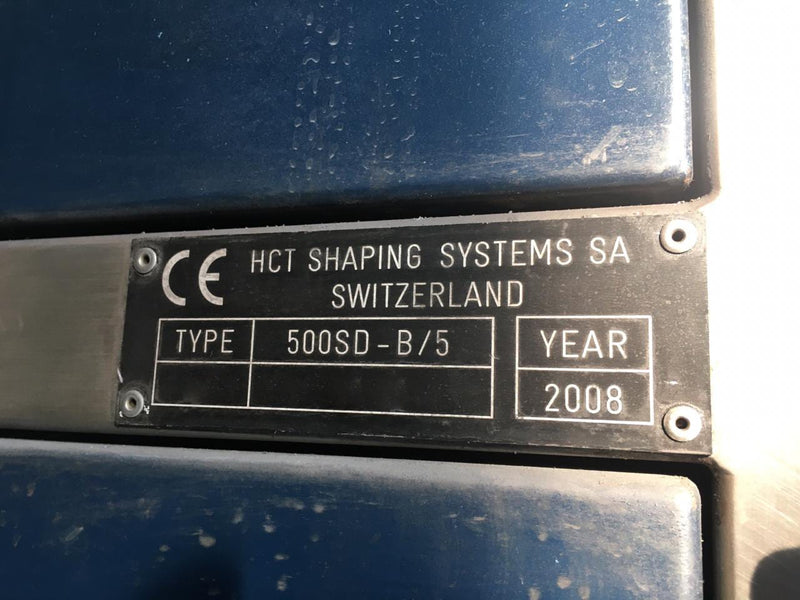 CE HCT SHAPING SYSTEMS SA
SWITZERLAND
TYPE 500SD-B/5 YEAR
2008